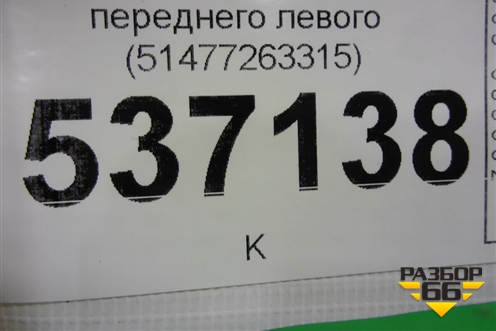 переднего левого
(51477263315)
537138
К
РАЗБОР
66